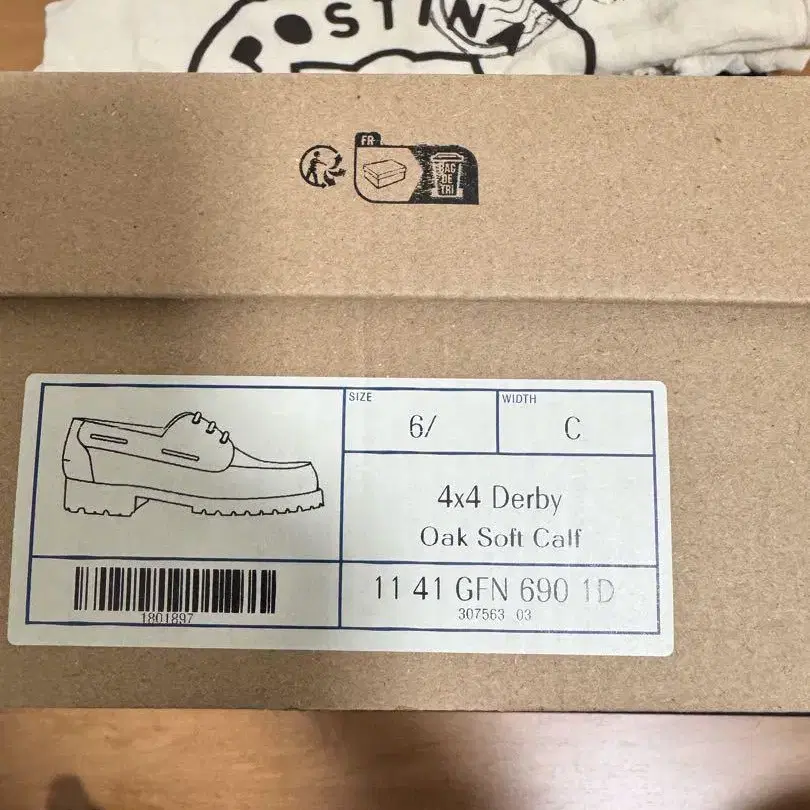 POSTIN
FR
BAC
DE
TRI
SIZE
6/
WIDTH
C
4x4 Derby
Oak Soft Calf
1801897
11 41 GFN 690 1D
307563 03